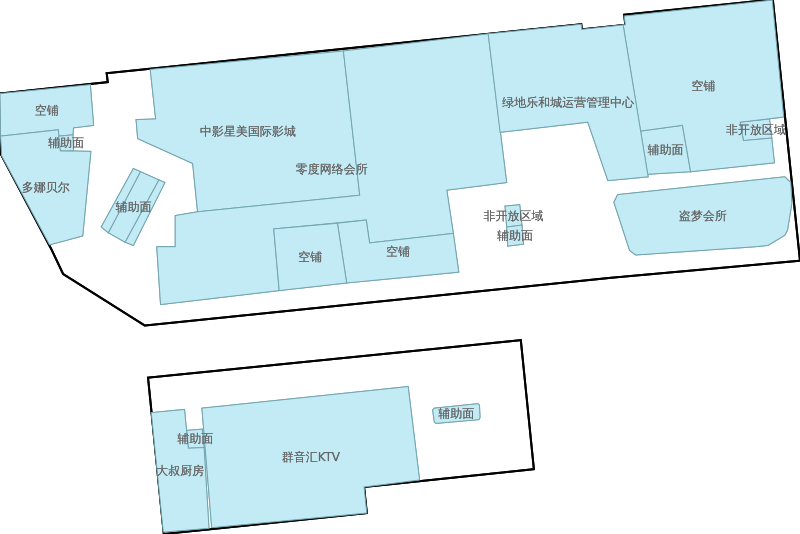 空铺
绿地乐和城运营管理中心
空铺
中影星美国际影城
非开放区域
辅助面
辅助面
零度网络会所
多娜贝尔
辅助面
非开放区域
盗梦会所
辅助面
空铺
空铺
辅助面
辅助面
群音汇KTV
大叔厨房